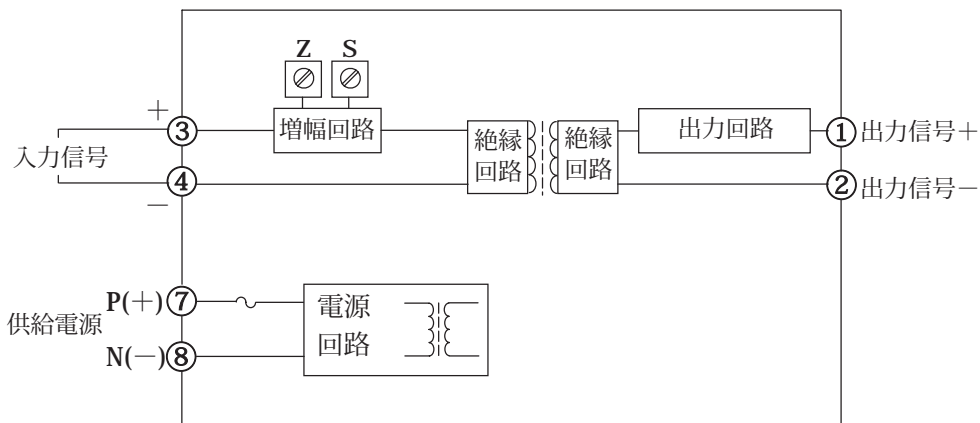 Z S
+
③ 増幅回路
入力信号
④
−
絶縁
回路
絶縁
回路
出力回路
① 出力信号+
② 出力信号−
供給電源
P(+) ⑦
N(−) ⑧
電源
回路